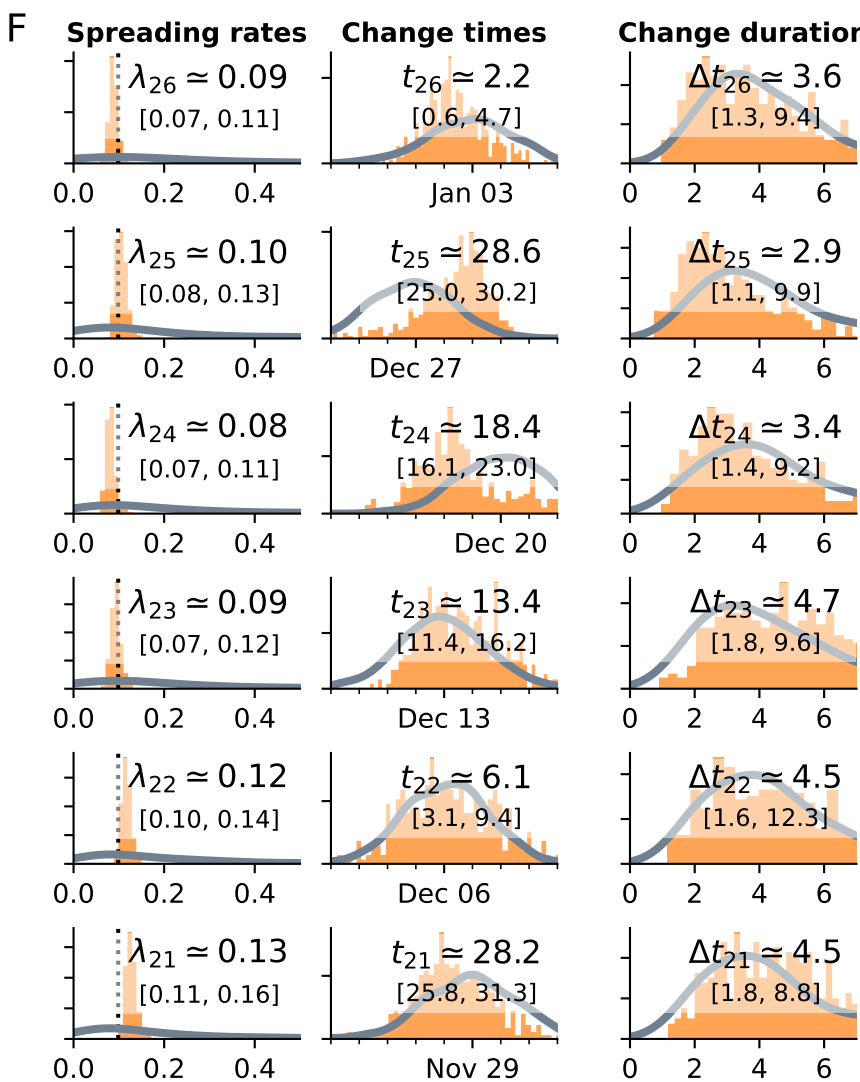 F
Spreading rates Change times Change duration
λ26 ≃ 0.09 t26 ≃ 2.2 Δt26 ≃ 3.6
[0.07, 0.11] [0.6, 4.7] [1.3, 9.4]
0.0 0.2 0.4 Jan 03 0 2 4 6
λ25 ≃ 0.10 t25 ≃ 28.6 Δt25 ≃ 2.9
[0.08, 0.13] [25.0, 30.2] [1.1, 9.9]
0.0 0.2 0.4 Dec 27 0 2 4 6
λ24 ≃ 0.08 t24 ≃ 18.4 Δt24 ≃ 3.4
[0.07, 0.11] [16.1, 23.0] [1.4, 9.2]
0.0 0.2 0.4 Dec 20 0 2 4 6
λ23 ≃ 0.09 t23 ≃ 13.4 Δt23 ≃ 4.7
[0.07, 0.12] [11.4, 16.2] [1.8, 9.6]
0.0 0.2 0.4 Dec 13 0 2 4 6
λ22 ≃ 0.12 t22 ≃ 6.1 Δt22 ≃ 4.5
[0.10, 0.14] [3.1, 9.4] [1.6, 12.3]
0.0 0.2 0.4 Dec 06 0 2 4 6
λ21 ≃ 0.13 t21 ≃ 28.2 Δt21 ≃ 4.5
[0.11, 0.16] [25.8, 31.3] [1.8, 8.8]
0.0 0.2 0.4 Nov 29 0 2 4 6